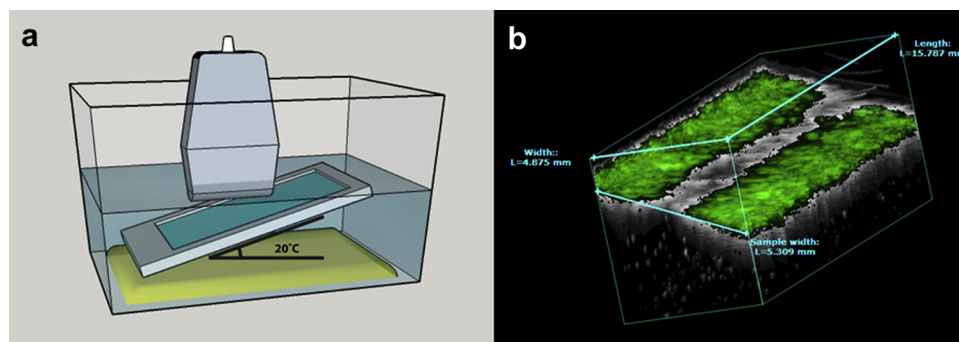 a
20°C
b
Length:
L=15.787 mm
Width::
L=4.875 mm
Sample width:
L=5.309 mm